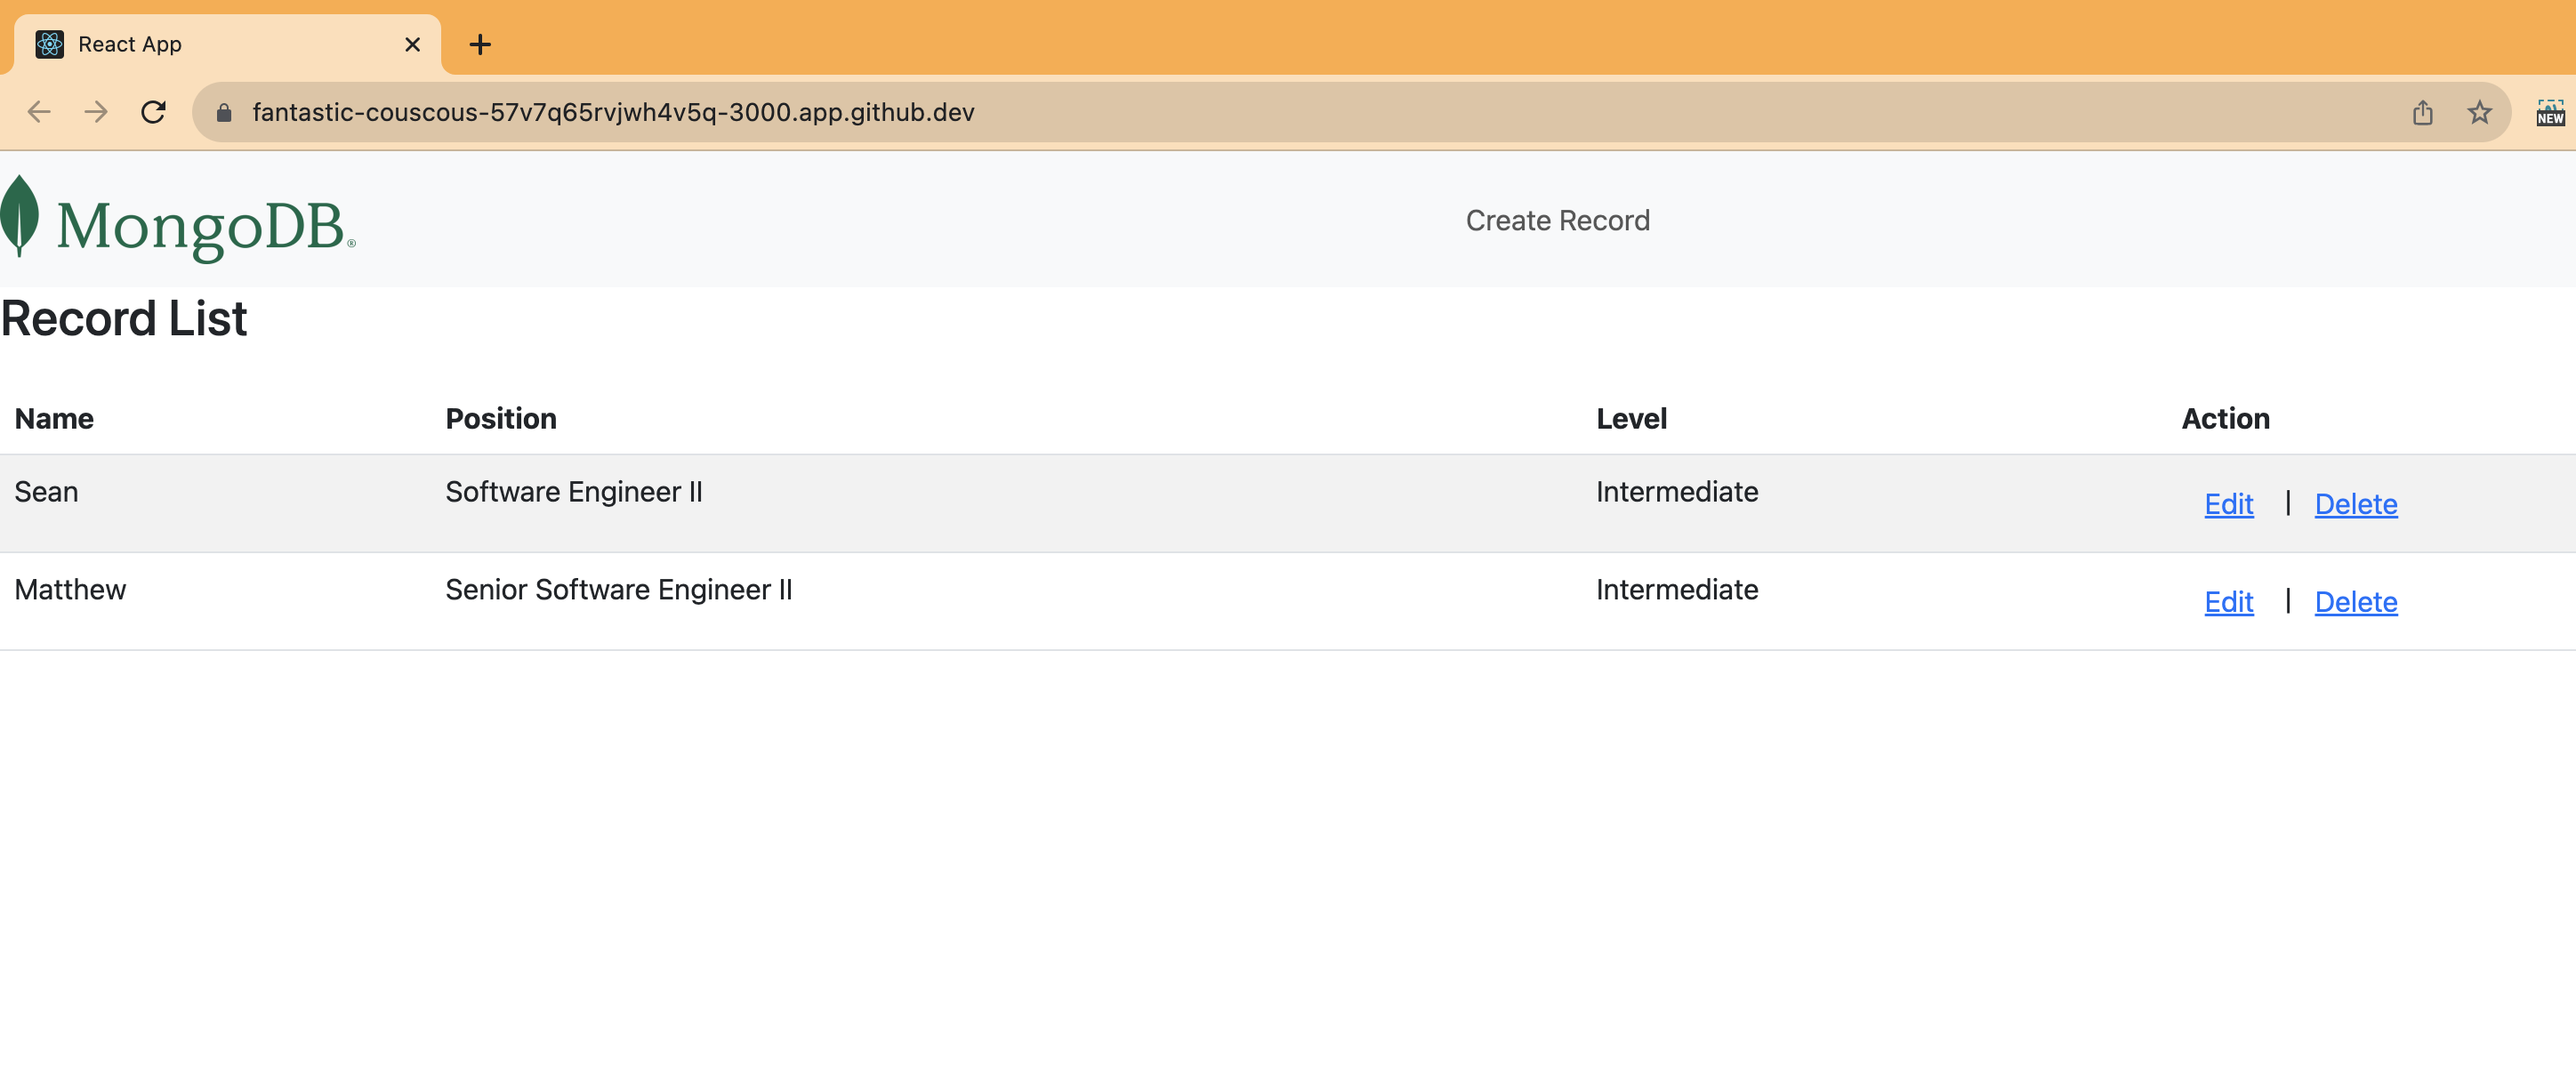 React App
fantastic-couscous-57v7q65rvjwh4v5q-3000.app.github.dev
NEW
MongoDB®
Create Record
Record List
Name Position Level Action
Sean Software Engineer II Intermediate Edit | Delete
Matthew Senior Software Engineer II Intermediate Edit | Delete